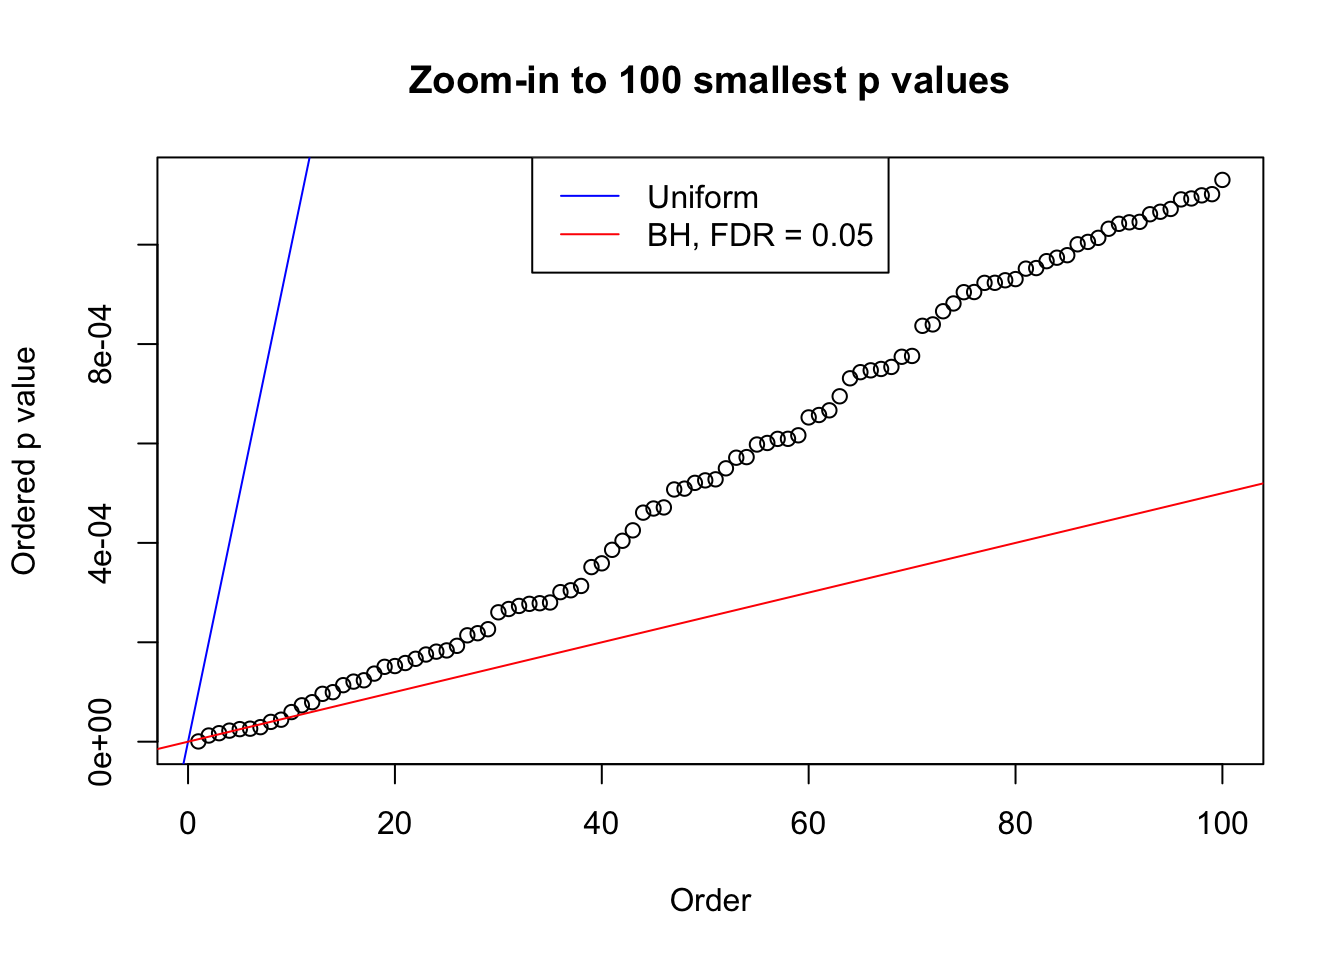 Zoom-in to 100 smallest p values
Uniform
BH, FDR = 0.05
Ordered p value
8e-04
4e-04
0e+00
0 20 40 60 80 100
Order